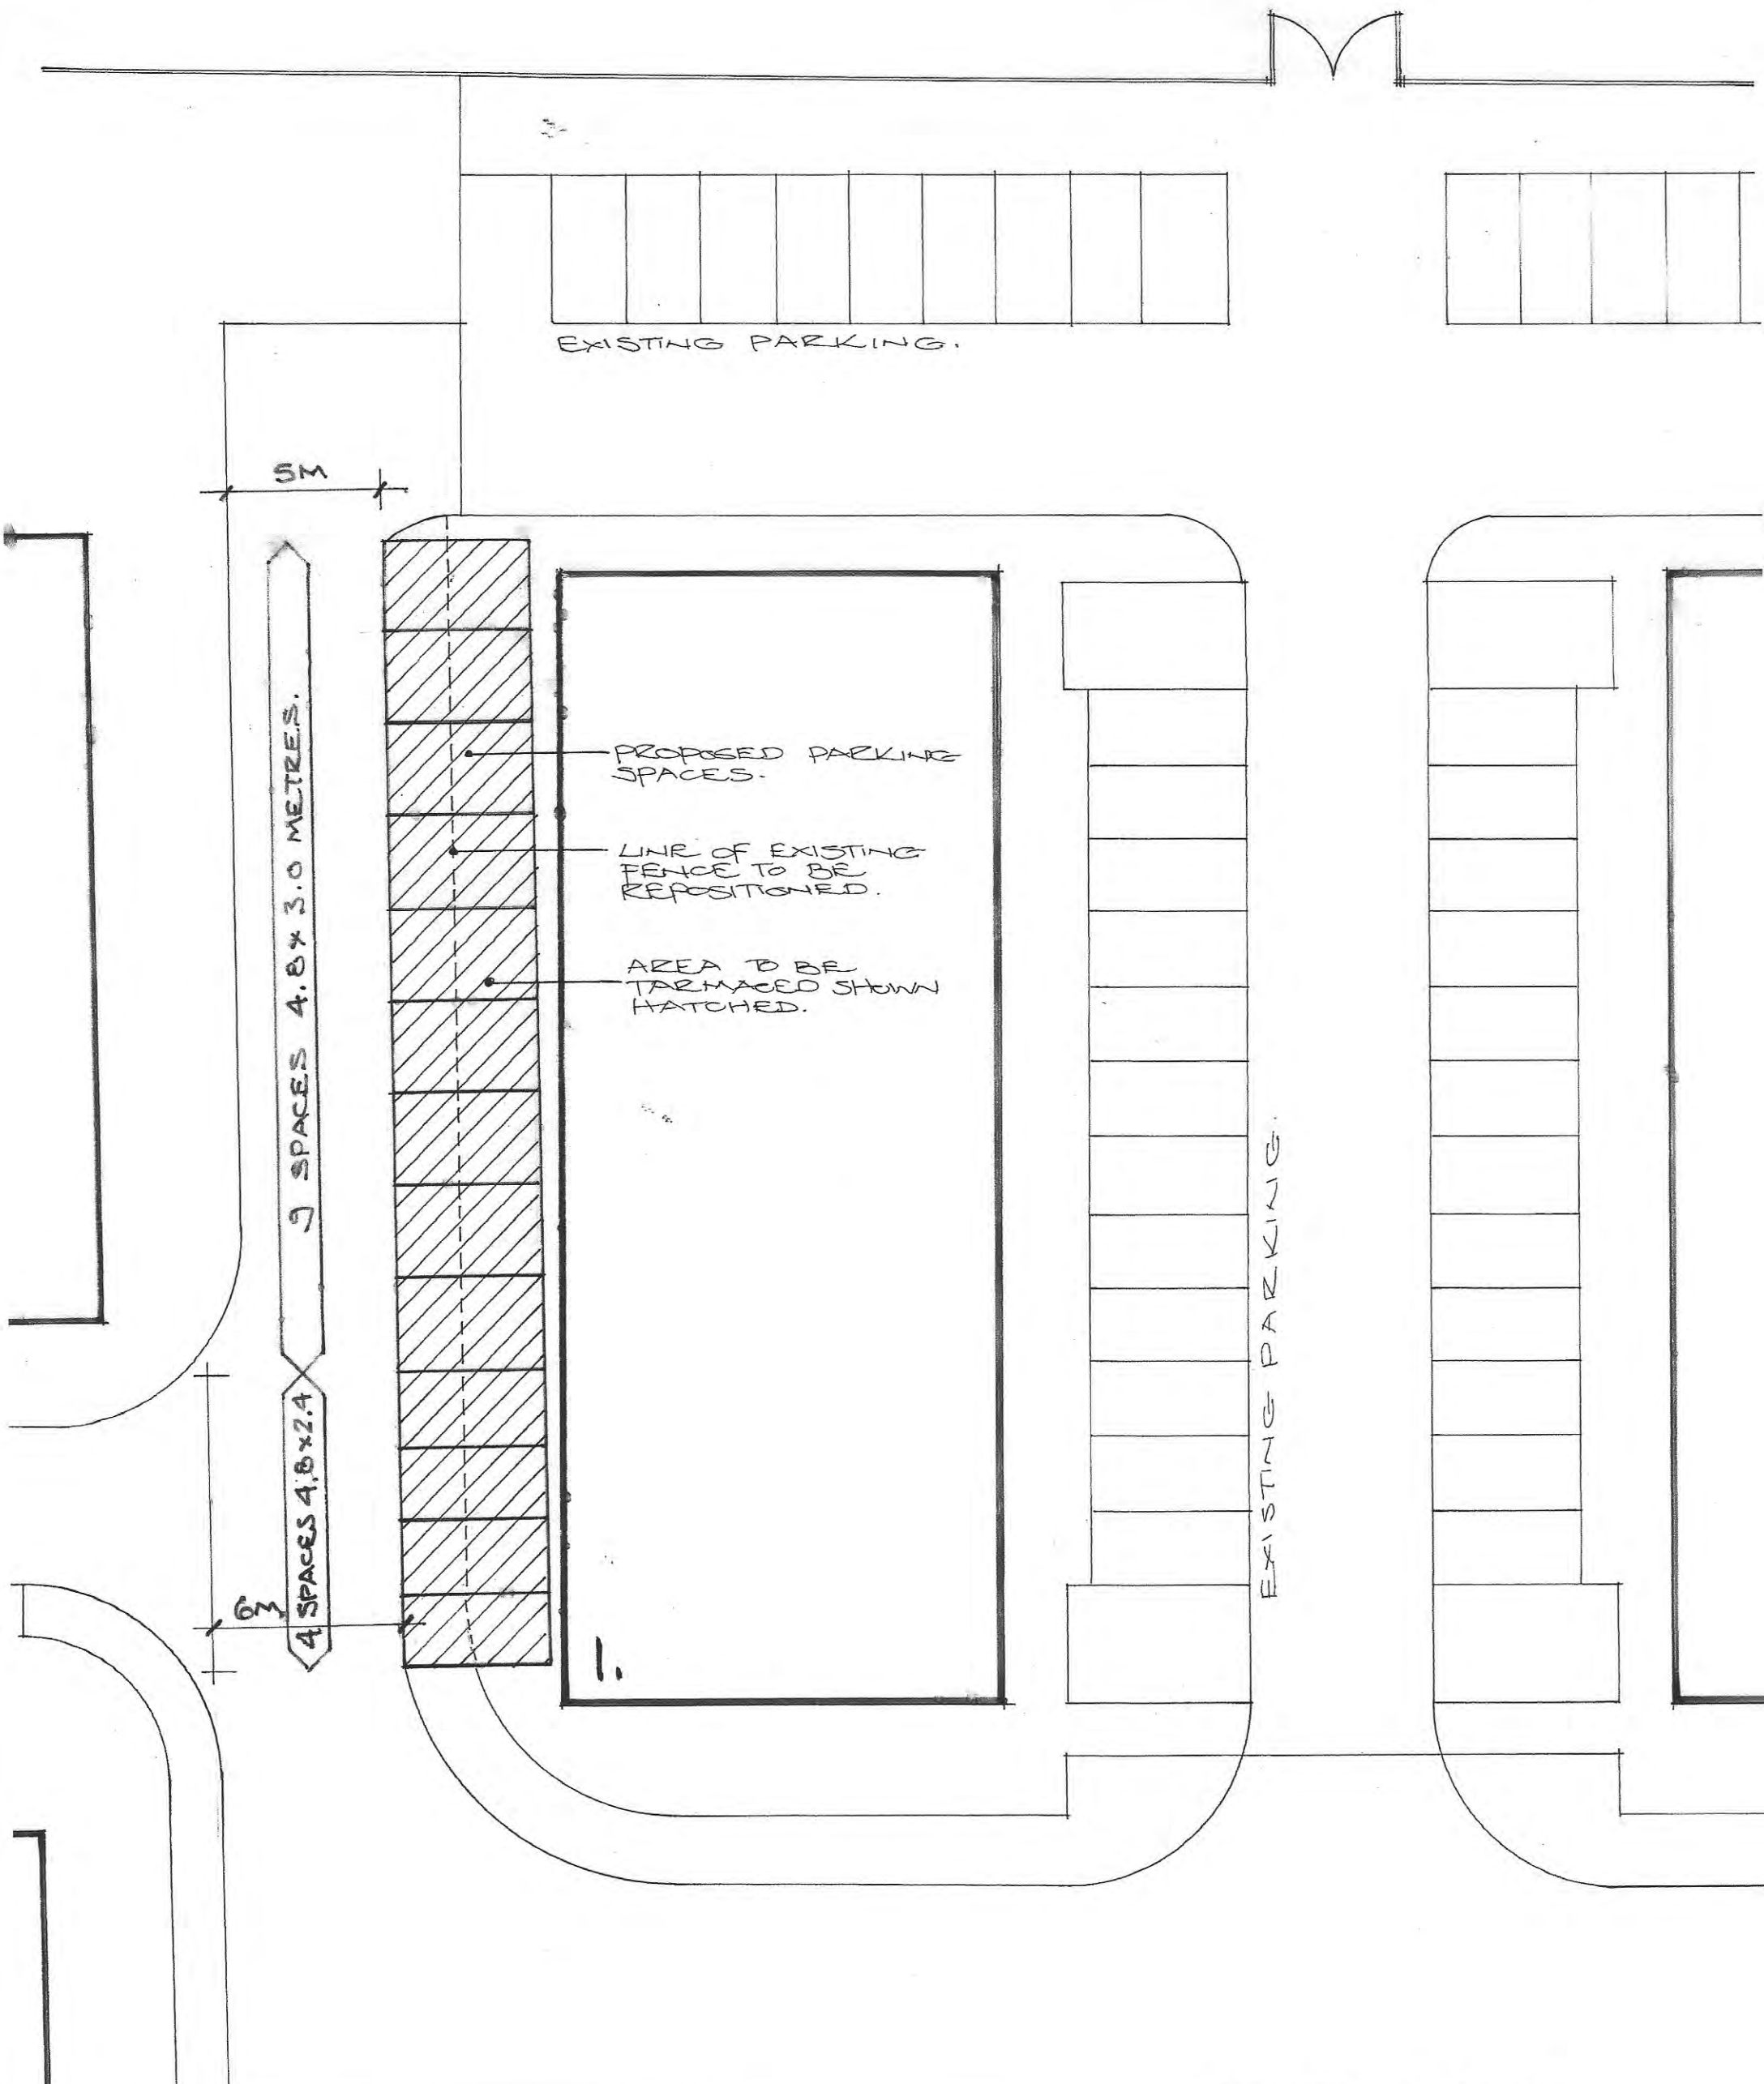 EXISTING PARKING.
5M
9 SPACES 4.8 x 3.0 METRES.
PROPOSED PARKING
SPACES.
LINE OF EXISTING
FENCE TO BE
REPOSITIONED.
AREA TO BE
TARMACED SHOWN
HATCHED.
EXISTING PARKING.
4 SPACES 4.8 x 2.4
6M
1.